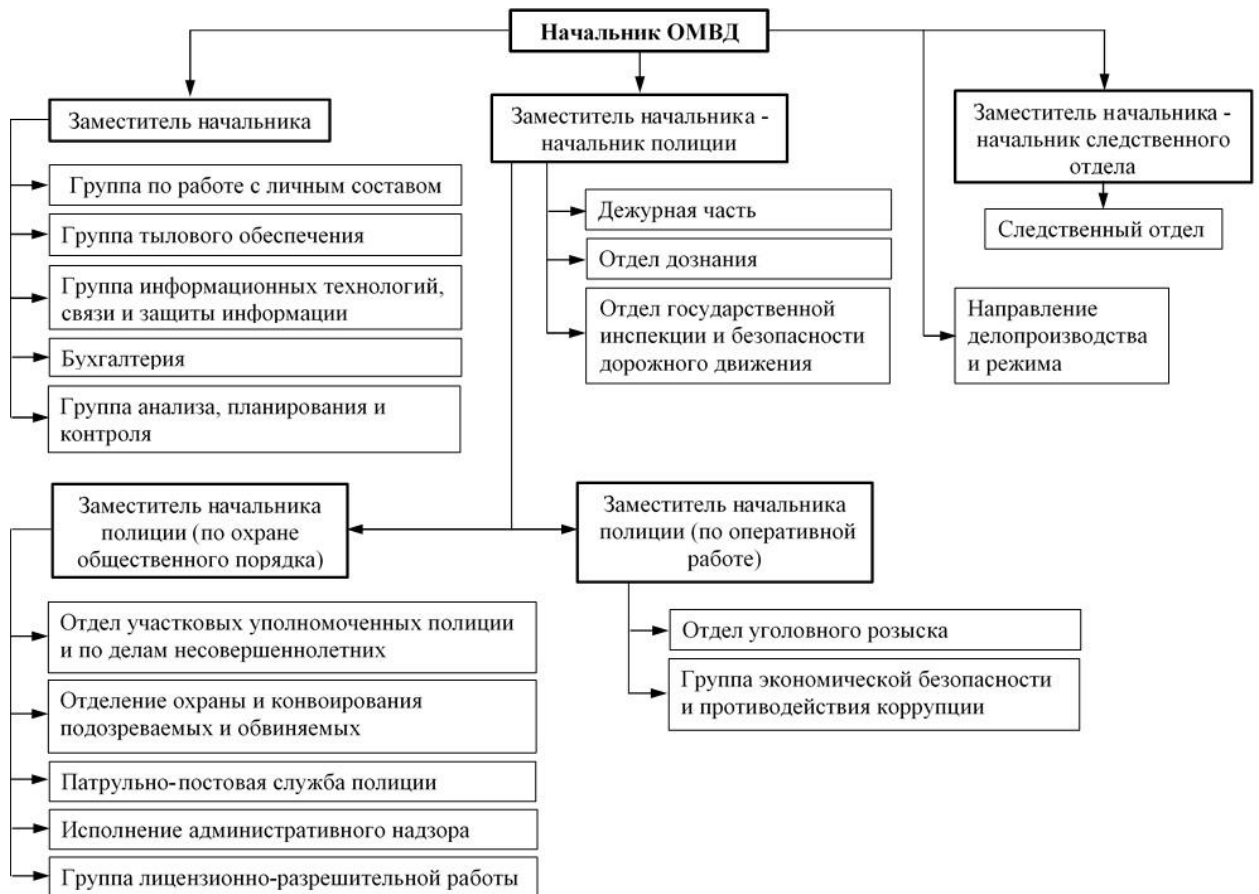 Начальник ОМВД
Заместитель начальника
Группа по работе с личным составом
Группа тылового обеспечения
Группа информационных технологий,
связи и защиты информации
Бухгалтерия
Группа анализа, планирования и
контроля
Заместитель начальника -
начальник полиции
Дежурная часть
Отдел дознания
Отдел государственной
инспекции и безопасности
дорожного движения
Заместитель начальника -
начальник следственного
отдела
Следственный отдел
Направление
делопроизводства
и режима
Заместитель начальника
полиции (по охране
общественного порядка)
Отдел участковых уполномоченных полиции
и по делам несовершеннолетних
Отделение охраны и конвоирования
подозреваемых и обвиняемых
Патрульно-постовая служба полиции
Исполнение административного надзора
Группа лицензионно-разрешительной работы
Заместитель начальника
полиции (по оперативной
работе)
Отдел уголовного розыска
Группа экономической безопасности
и противодействия коррупции